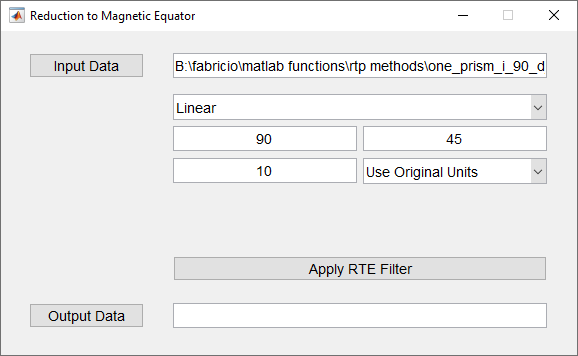 Reduction to Magnetic Equator
Input Data B:\fabricio\matlab functions\rtp methods\one_prism_i_90_d
Linear
90 45
10 Use Original Units
Apply RTE Filter
Output Data